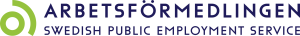 ARBETSFÖRMEDLINGEN
SWEDISH PUBLIC EMPLOYMENT SERVICE